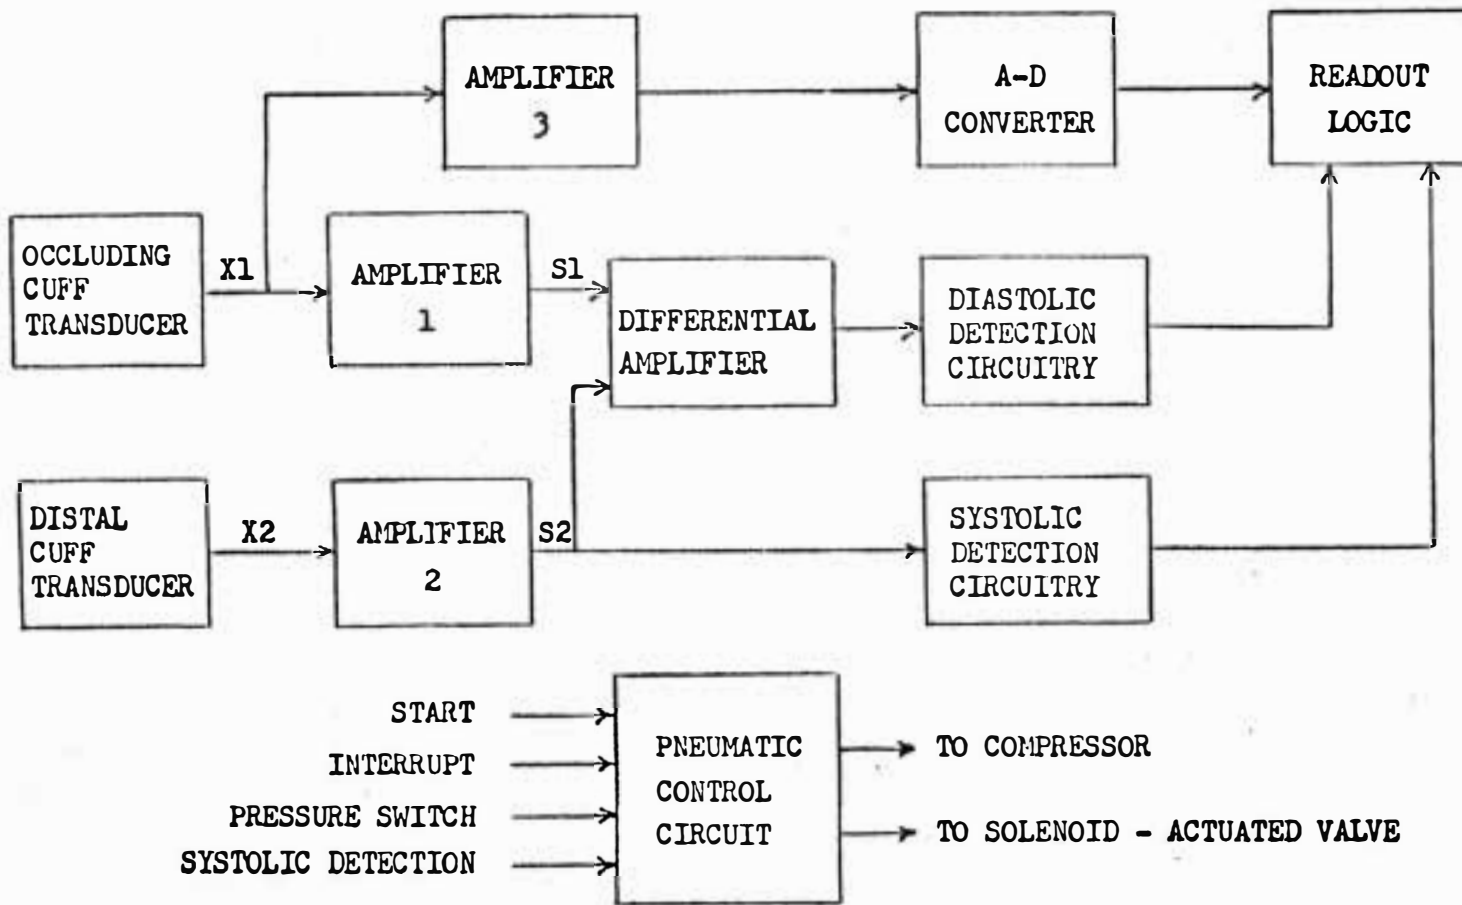 AMPLIFIER
3
A-D
CONVERTER
READOUT
LOGIC
OCCLUDING
CUFF
TRANSDUCER
X1
AMPLIFIER
1
S1
DIFFERENTIAL
AMPLIFIER
DIASTOLIC
DETECTION
CIRCUITRY
DISTAL
CUFF
TRANSDUCER
X2
AMPLIFIER
2
S2
SYSTOLIC
DETECTION
CIRCUITRY
START
INTERRUPT
PRESSURE SWITCH
SYSTOLIC DETECTION
PNEUMATIC
CONTROL
CIRCUIT
TO COMPRESSOR
TO SOLENOID - ACTUATED VALVE